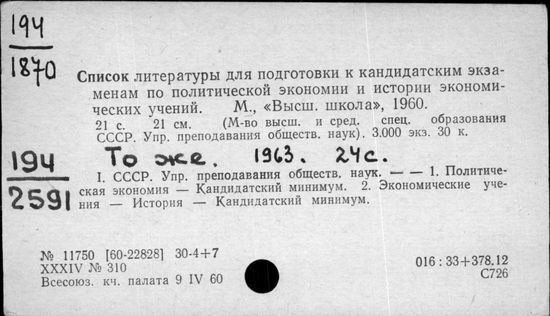 194
1870
Список литературы для подготовки к кандидатским экза-
менам по политической экономии и истории экономи-
ческих учений. М., «Высш. школа», 1960.
21 с. 21 см. (М-во высш. и сред. спец. образования
СССР. Упр. преподавания обществ. наук). 3.000 экз. 30 к.
194
2591
То же. 1963. 24 с.
I. СССР. Упр. преподавания обществ. наук. — — 1. Политиче-
ская экономия — Кандидатский минимум. 2. Экономические уче-
ния — История — Кандидатский минимум.
№ 11750 [60-22828] 30-4+7
XXXIV № 310
Всесоюз. кн. палата 9 IV 60
016 : 33+378.12
С726